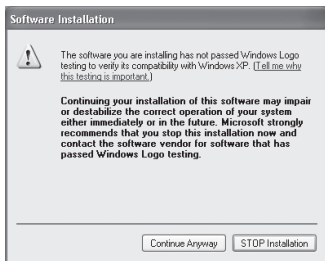 Software Installation
The software you are installing has not passed Windows Logo
testing to verify its compatibility with Windows XP. (Tell me why
this testing is important.)
Continuing your installation of this software may impair
or destabilize the correct operation of your system
either immediately or in the future. Microsoft strongly
recommends that you stop this installation now and
contact the software vendor for software that has
passed Windows Logo testing.
Continue Anyway
STOP Installation